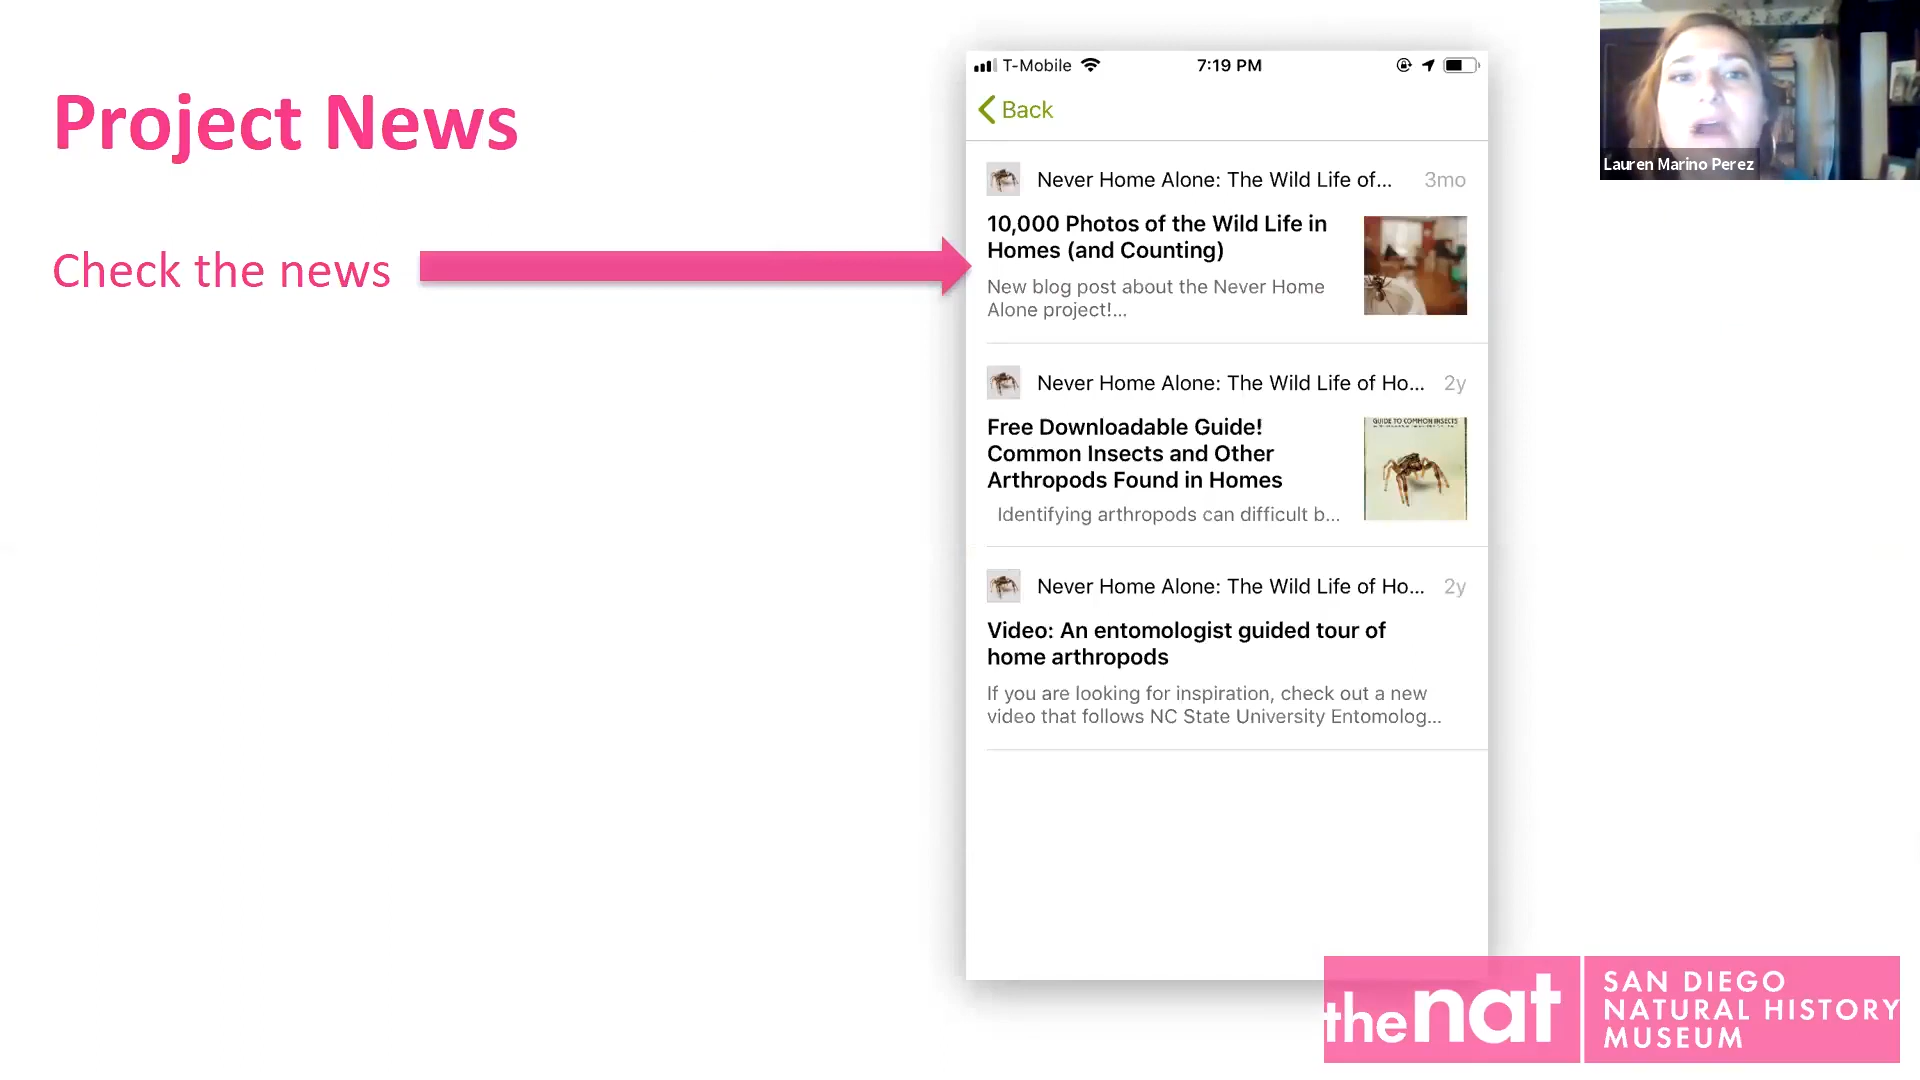 Project News
Check the news
T-Mobile
7:19 PM
Back
Never Home Alone: The Wild Life of...
3mo
10,000 Photos of the Wild Life in
Homes (and Counting)
New blog post about the Never Home
Alone project!...
Never Home Alone: The Wild Life of Ho...
2y
Free Downloadable Guide!
Common Insects and Other
Arthropods Found in Homes
Identifying arthropods can difficult b...
GUIDE TO COMMON INSECTS
Never Home Alone: The Wild Life of Ho...
2y
Video: An entomologist guided tour of
home arthropods
If you are looking for inspiration, check out a new
video that follows NC State University Entomolog...
Lauren Marino Perez
thenat
SAN DIEGO
NATURAL HISTORY
MUSEUM